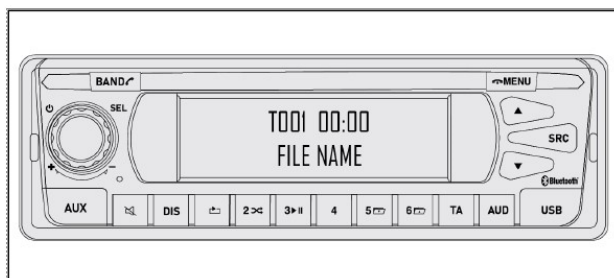 BAND
MENU
SEL
T001 00:00
FILE NAME
SRC
Bluetooth
AUX
DIS
2
3
4
5
6
TA
AUD
USB